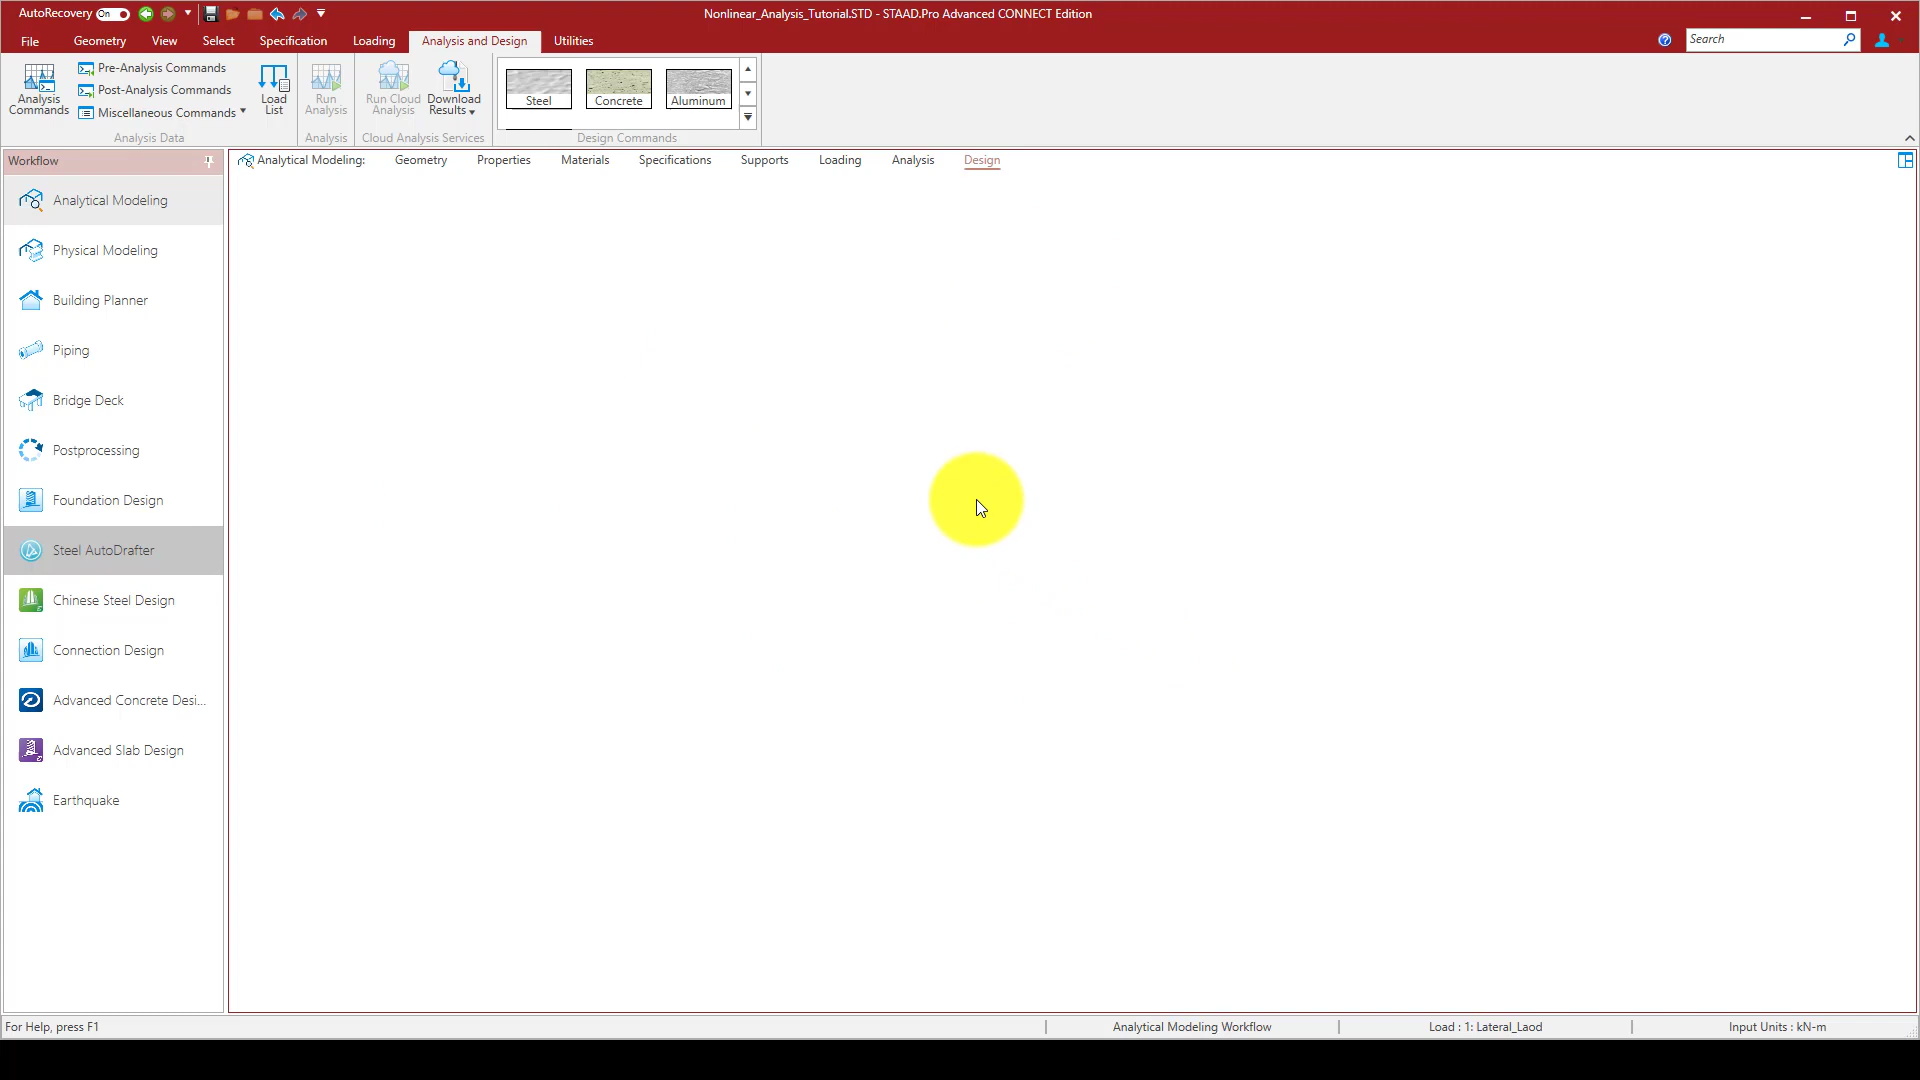 AutoRecovery On
Nonlinear_Analysis_Tutorial.STD - STAAD.Pro Advanced CONNECT Edition
File Geometry View Select Specification Loading Analysis and Design Utilities
Search
Analysis Commands
Pre-Analysis Commands
Post-Analysis Commands
Miscellaneous Commands
Load List
Run Analysis
Run Cloud Analysis
Download Results
Steel
Concrete
Aluminum
Analysis Data
Analysis
Cloud Analysis Services
Design Commands
Workflow
Analytical Modeling: Geometry Properties Materials Specifications Supports Loading Analysis Design
Analytical Modeling
Physical Modeling
Building Planner
Piping
Bridge Deck
Postprocessing
Foundation Design
Steel AutoDrafter
Chinese Steel Design
Connection Design
Advanced Concrete Desi...
Advanced Slab Design
Earthquake
For Help, press F1
Analytical Modeling Workflow
Load : 1: Lateral_Laod
Input Units : kN-m